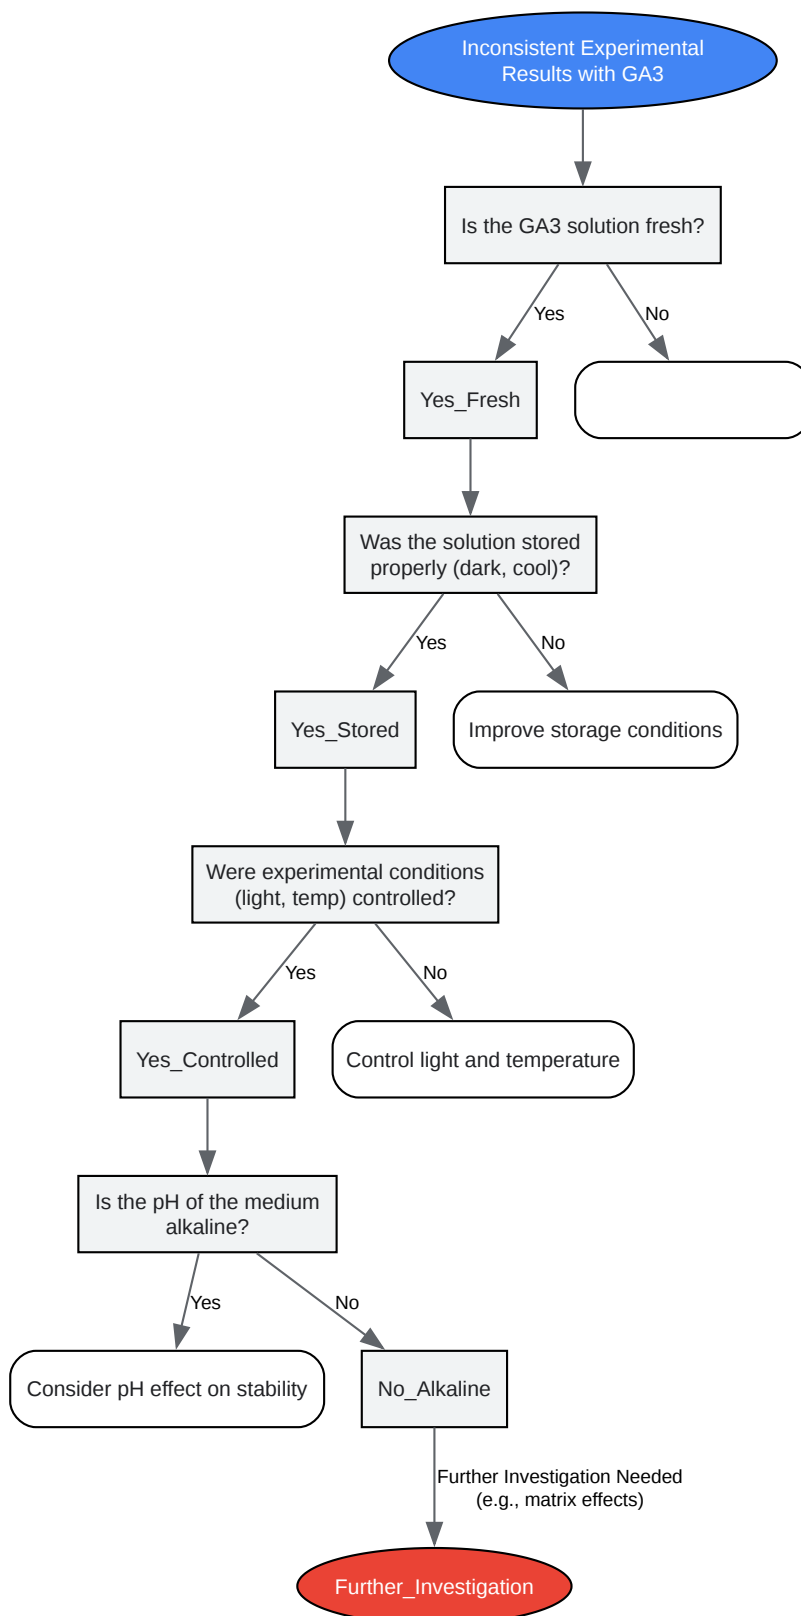 Inconsistent Experimental
Results with GA3
Is the GA3 solution fresh?
Yes
No
Yes_Fresh
Was the solution stored
properly (dark, cool)?
Yes
No
Yes_Stored
Improve storage conditions
Were experimental conditions
(light, temp) controlled?
Yes
No
Yes_Controlled
Control light and temperature
Is the pH of the medium
alkaline?
Yes
No
Consider pH effect on stability
No_Alkaline
Further Investigation Needed
(e.g., matrix effects)
Further_Investigation